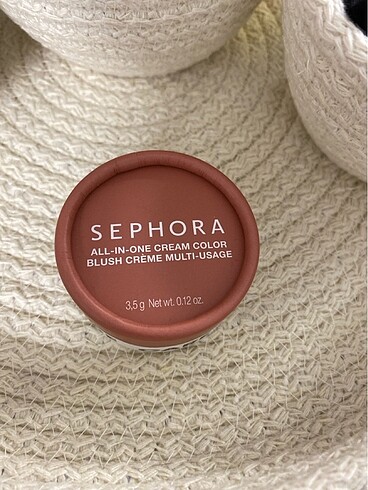 SEPHORA
ALL-IN-ONE CREAM COLOR
BLUSH CRÈME MULTI-USAGE
3,5 g Net wt. 0.12 oz.